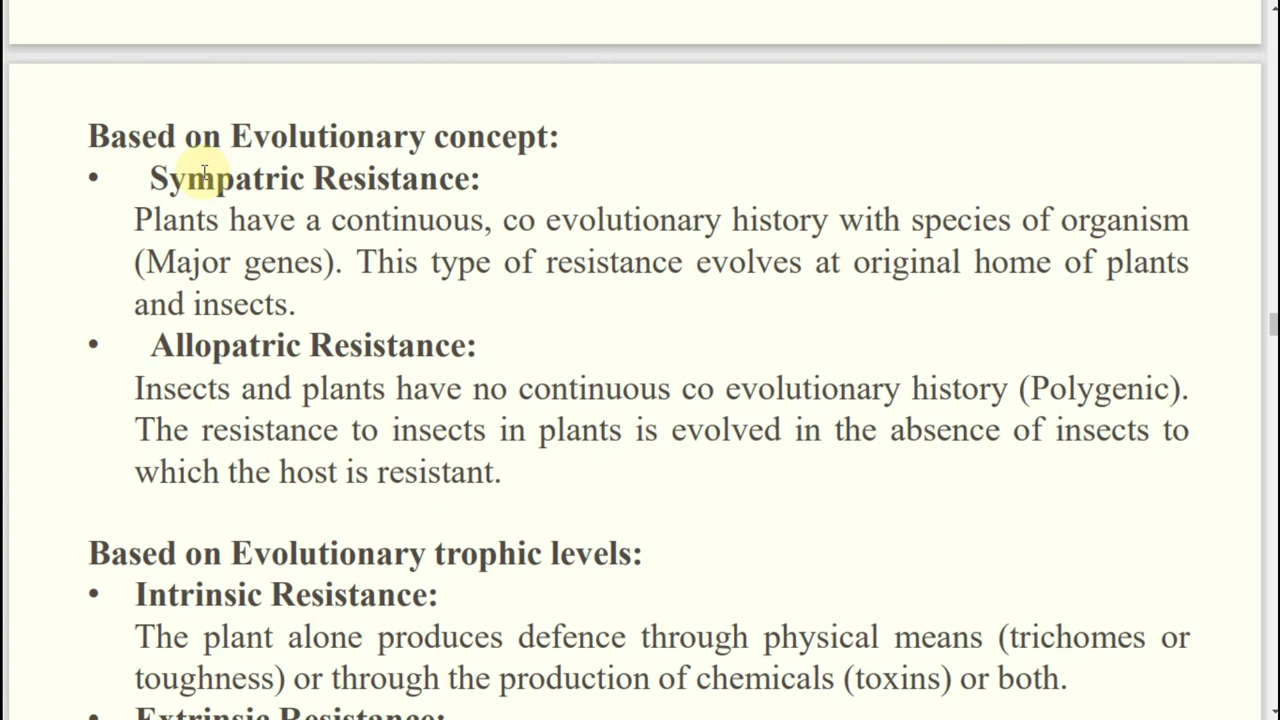 Based on Evolutionary concept:
• Sympatric Resistance:
Plants have a continuous, co evolutionary history with species of organism
(Major genes). This type of resistance evolves at original home of plants
and insects.
• Allopatric Resistance:
Insects and plants have no continuous co evolutionary history (Polygenic).
The resistance to insects in plants is evolved in the absence of insects to
which the host is resistant.
Based on Evolutionary trophic levels:
• Intrinsic Resistance:
The plant alone produces defence through physical means (trichomes or
toughness) or through the production of chemicals (toxins) or both.
• Extrinsic Resistance: